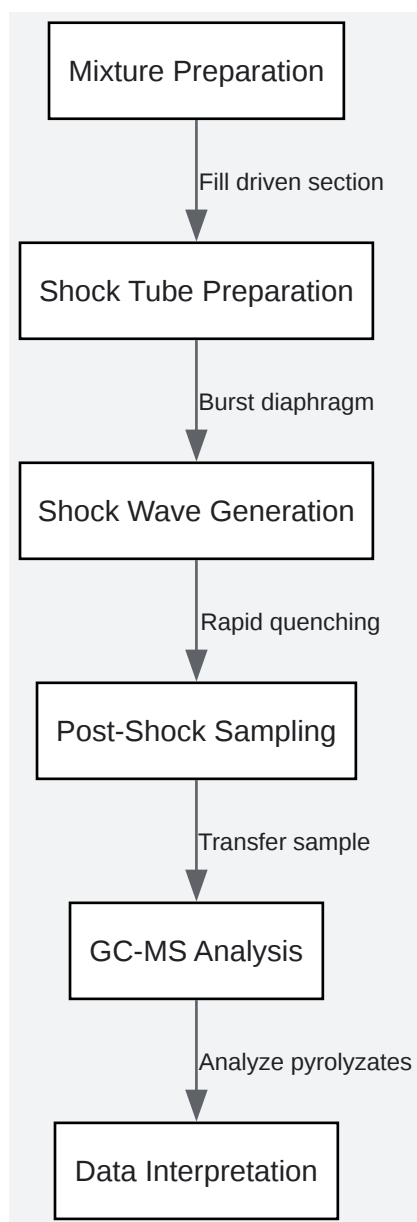 Mixture Preparation
Fill driven section
Shock Tube Preparation
Burst diaphragm
Shock Wave Generation
Rapid quenching
Post-Shock Sampling
Transfer sample
GC-MS Analysis
Analyze pyrolyzates
Data Interpretation